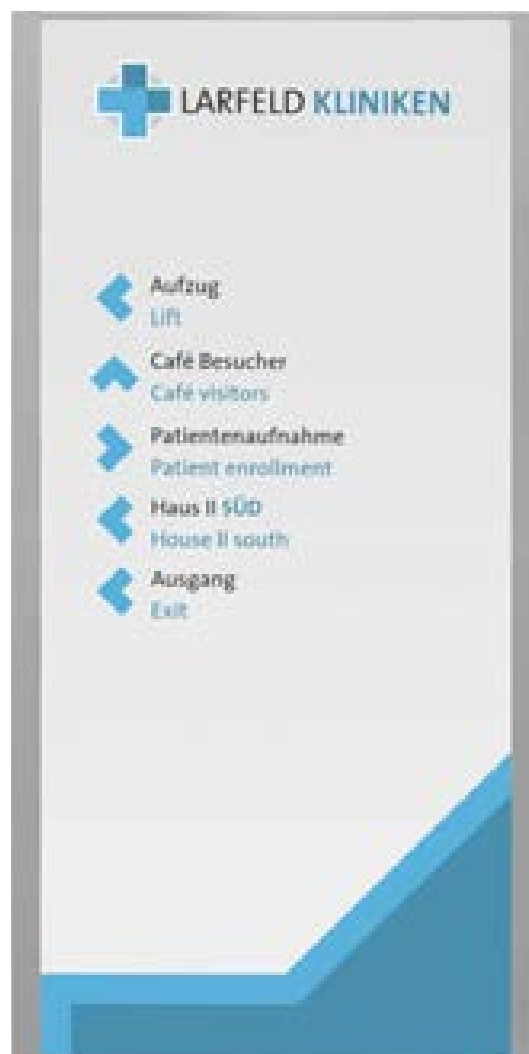 LARFELD KLINIKEN
Aufzug
Lift
Café Besucher
Café visitors
Patientenaufnahme
Patient enrollment
Haus II SÜD
House II south
Ausgang
Exit